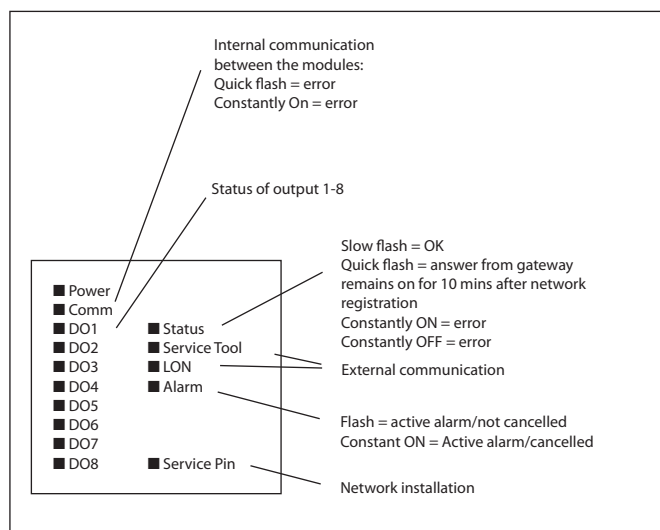 Internal communication
between the modules:
Quick flash = error
Constantly On = error
Status of output 1-8
Slow flash = OK
Quick flash = answer from gateway
remains on for 10 mins after network
registration
Constantly ON = error
Constantly OFF = error
External communication
Flash = active alarm/not cancelled
Constant ON = Active alarm/cancelled
Network installation
Power
Comm
DO1
DO2
DO3
DO4
DO5
DO6
DO7
DO8
Status
Service Tool
LON
Alarm
Service Pin